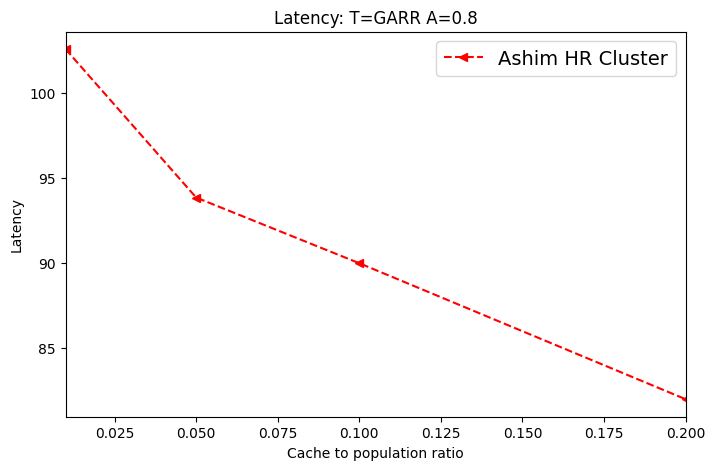 Latency: T=GARR A=0.8
Ashim HR Cluster
Latency
100
95
90
85
0.025 0.050 0.075 0.100 0.125 0.150 0.175 0.200
Cache to population ratio